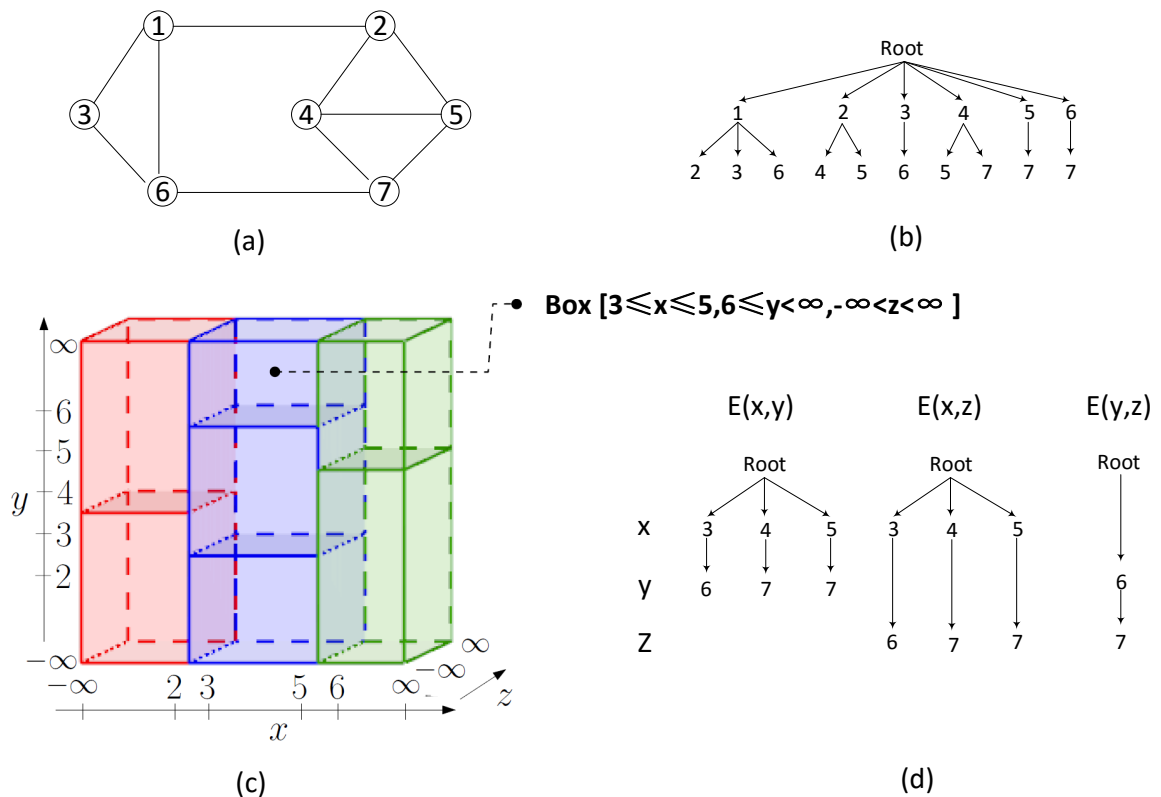 1 2
3 4 5
6 7
(a)
Root
1 2 3 4 5 6
2 3 6 4 5 6 5 7 7 7
(b)
Box [3≤x≤5,6≤y<∞,-∞<z<∞ ]
∞
6
5
4
y
3
2
−∞
−∞ 2 3 5 6 ∞
−∞ ∞
x
z
(c)
E(x,y) E(x,z) E(y,z)
Root Root Root
x 3 4 5 3 4 5
y 6 7 7 6
Z 6 7 7 7
(d)